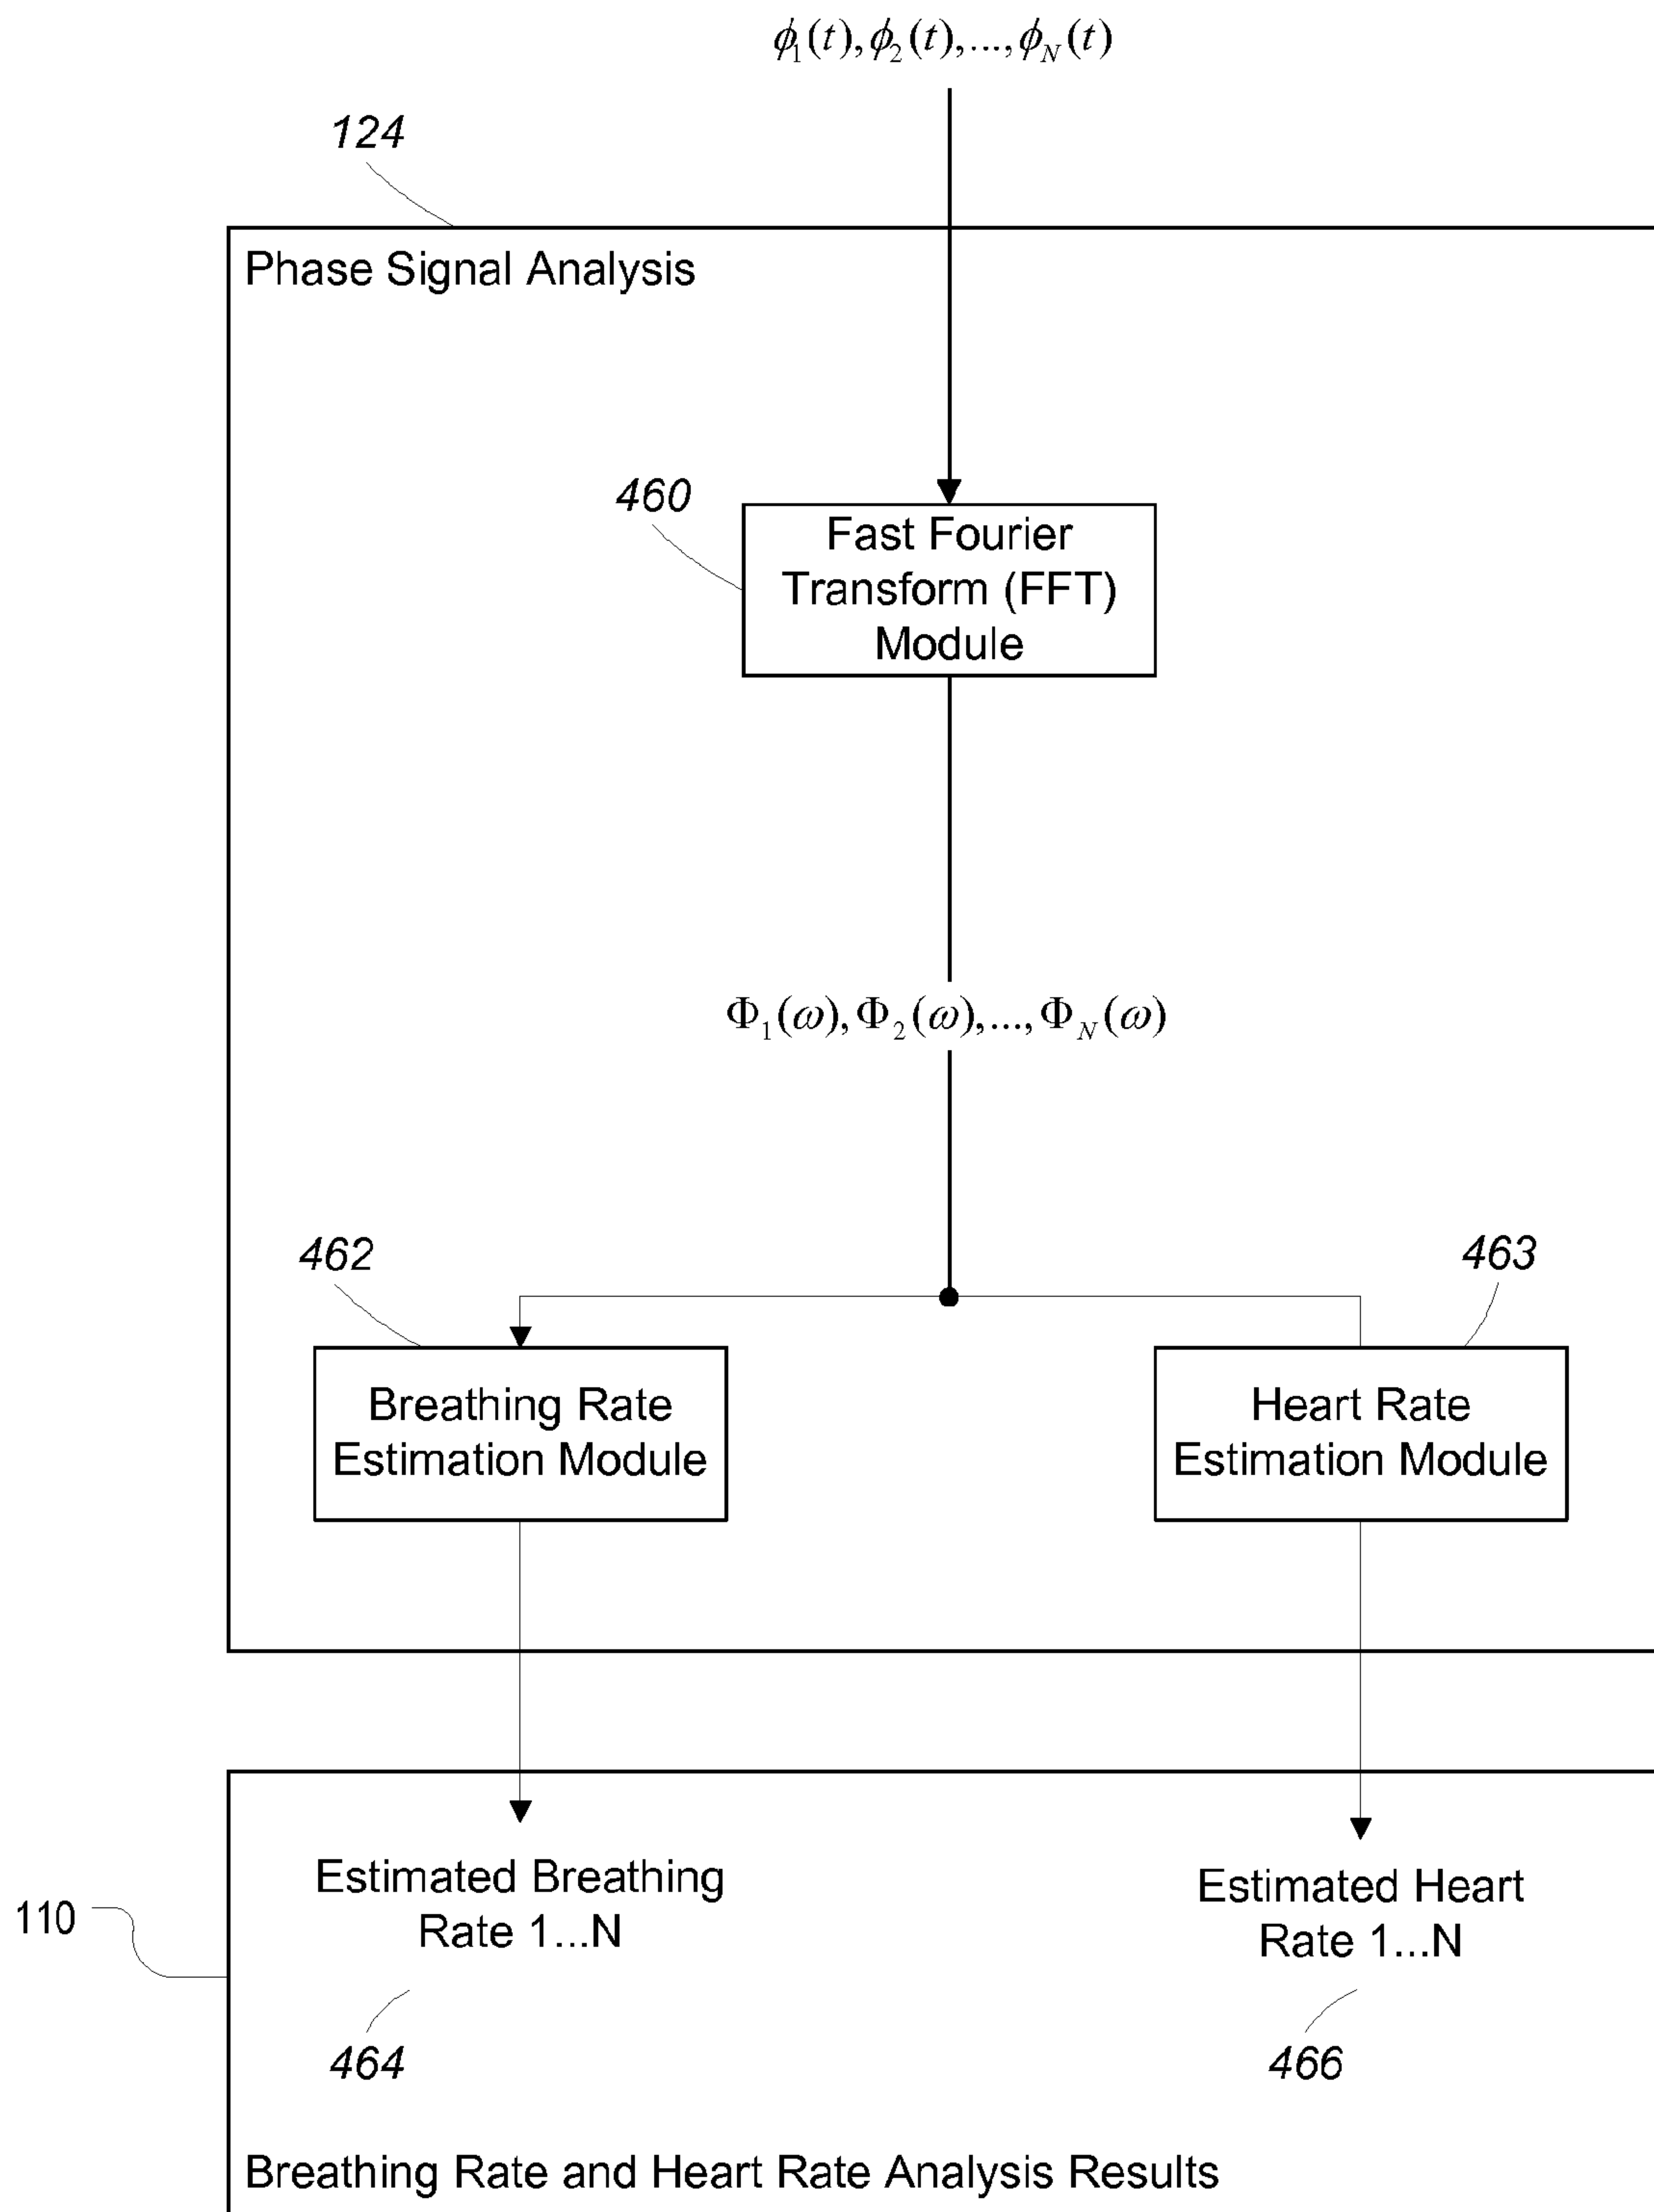 ϕ₁(t), ϕ₂(t),..., ϕ_N(t)
124
Phase Signal Analysis
460
Fast Fourier
Transform (FFT)
Module
Φ₁(ω), Φ₂(ω),..., Φ_N(ω)
462
463
Breathing Rate
Estimation Module
Heart Rate
Estimation Module
110
Estimated Breathing
Rate 1...N
464
Estimated Heart
Rate 1...N
466
Breathing Rate and Heart Rate Analysis Results